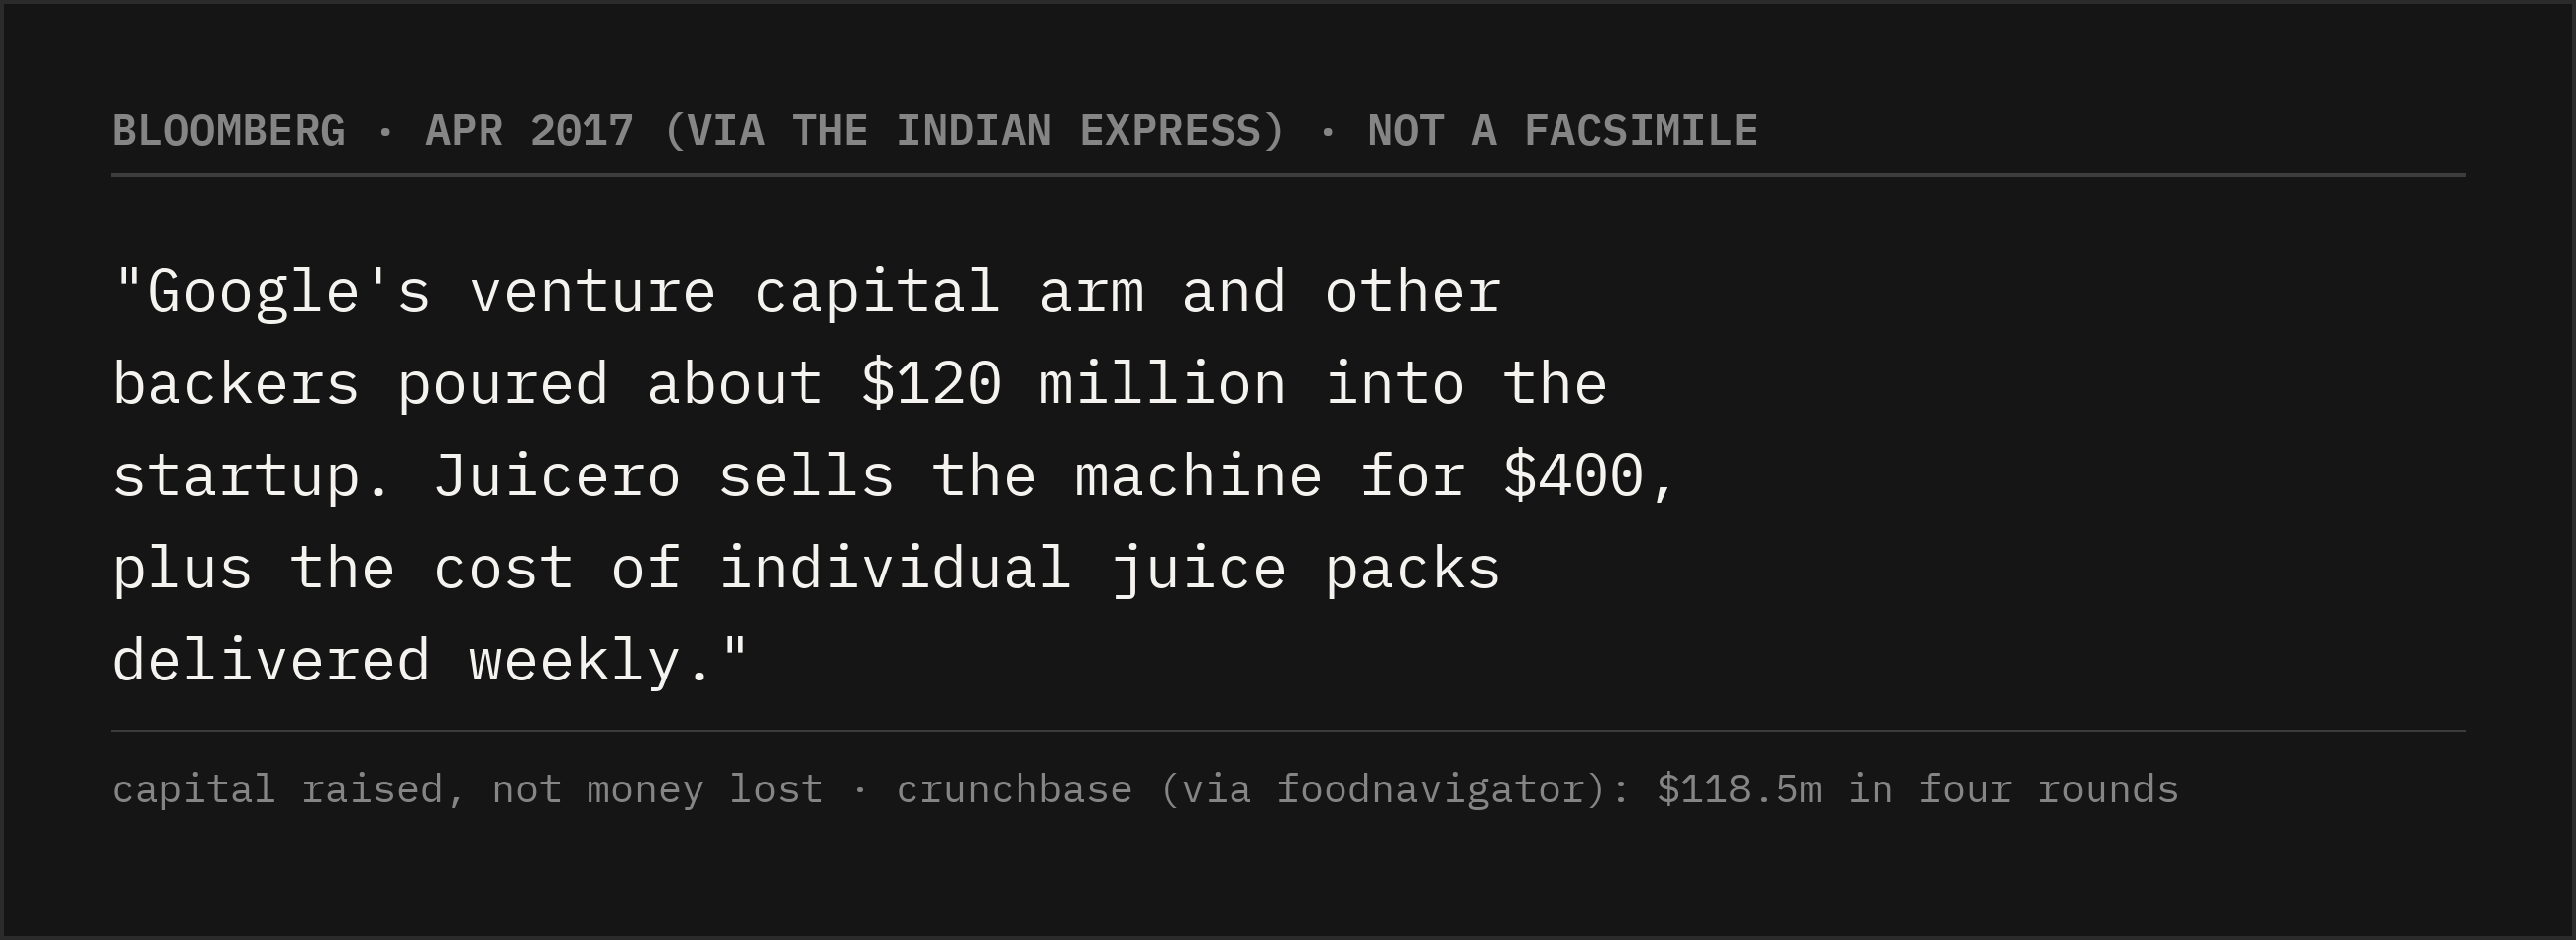 BLOOMBERG · APR 2017 (VIA THE INDIAN EXPRESS) · NOT A FACSIMILE
"Google's venture capital arm and other
backers poured about $120 million into the
startup. Juicero sells the machine for $400,
plus the cost of individual juice packs
delivered weekly."
capital raised, not money lost · crunchbase (via foodnavigator): $118.5m in four rounds